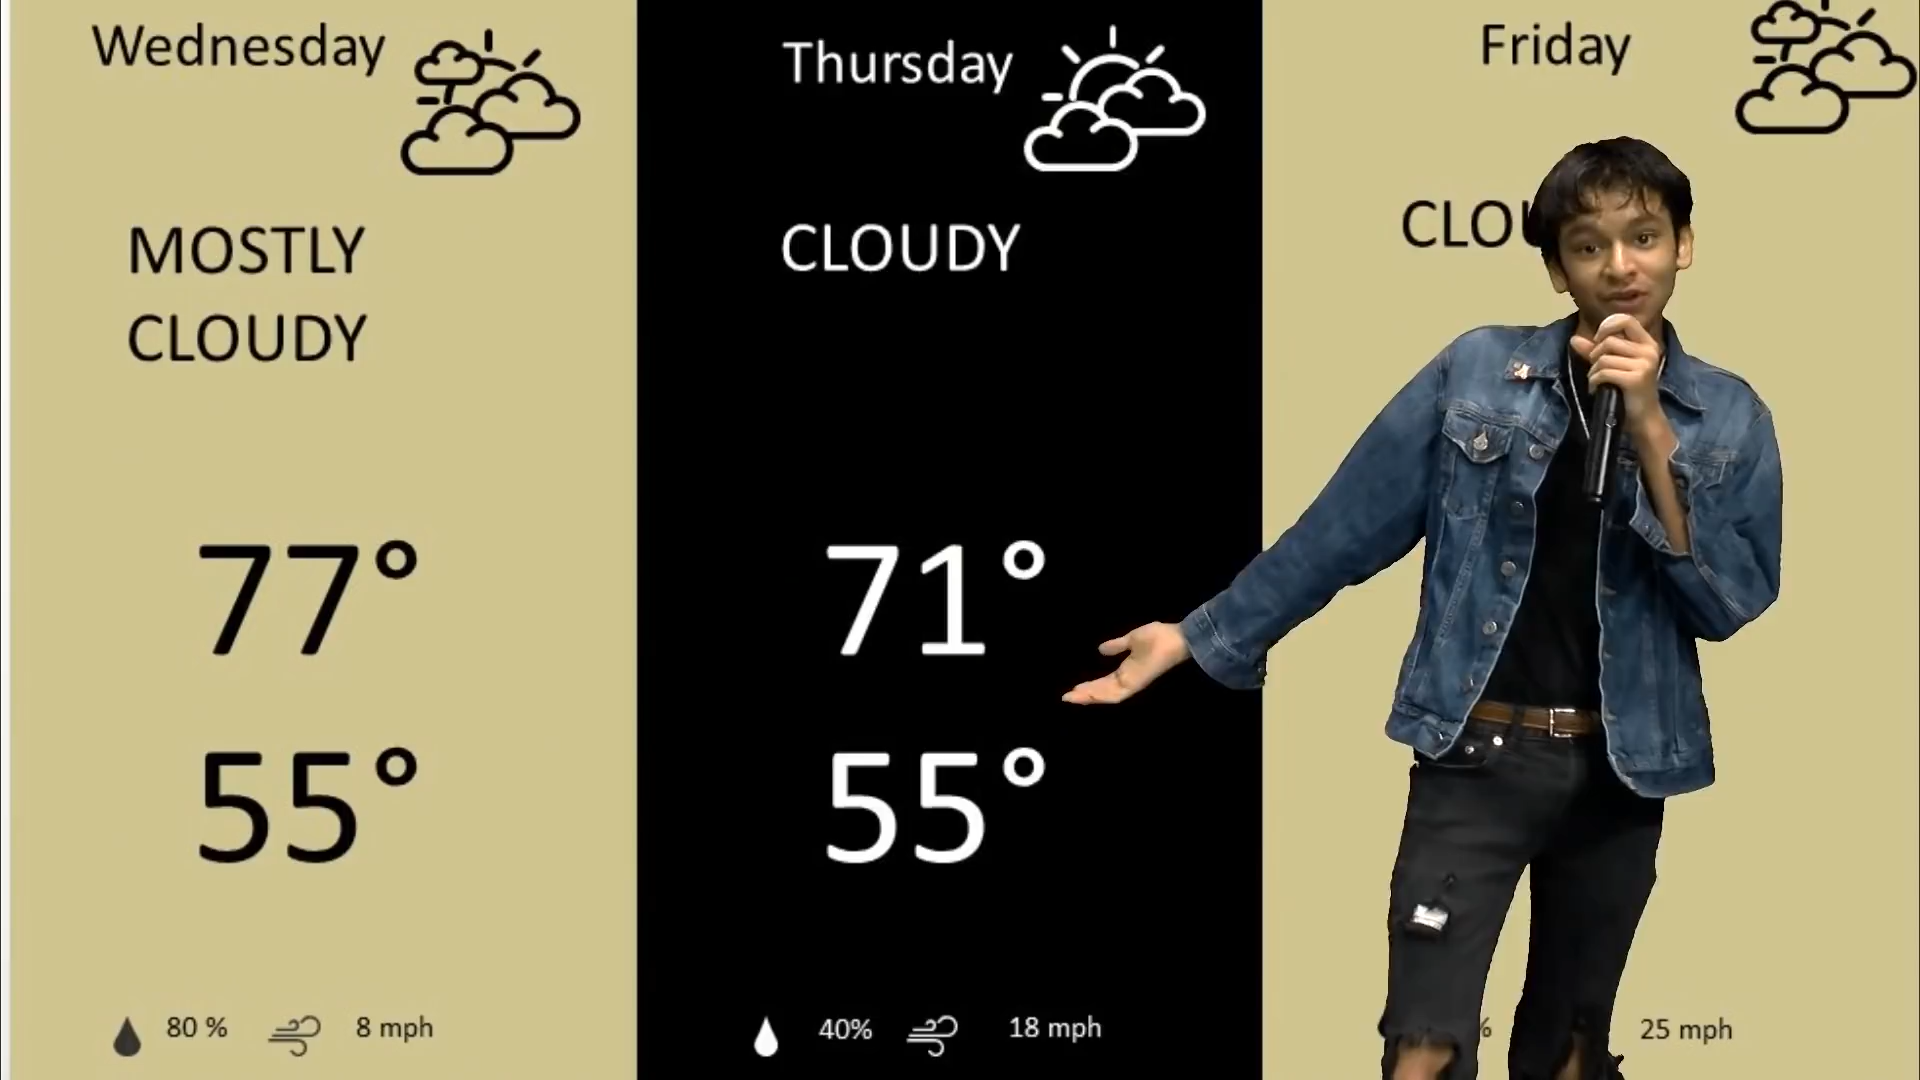 Wednesday
MOSTLY
CLOUDY
77°
55°
80 %
8 mph
Thursday
CLOUDY
71°
55°
40%
18 mph
Friday
25 mph